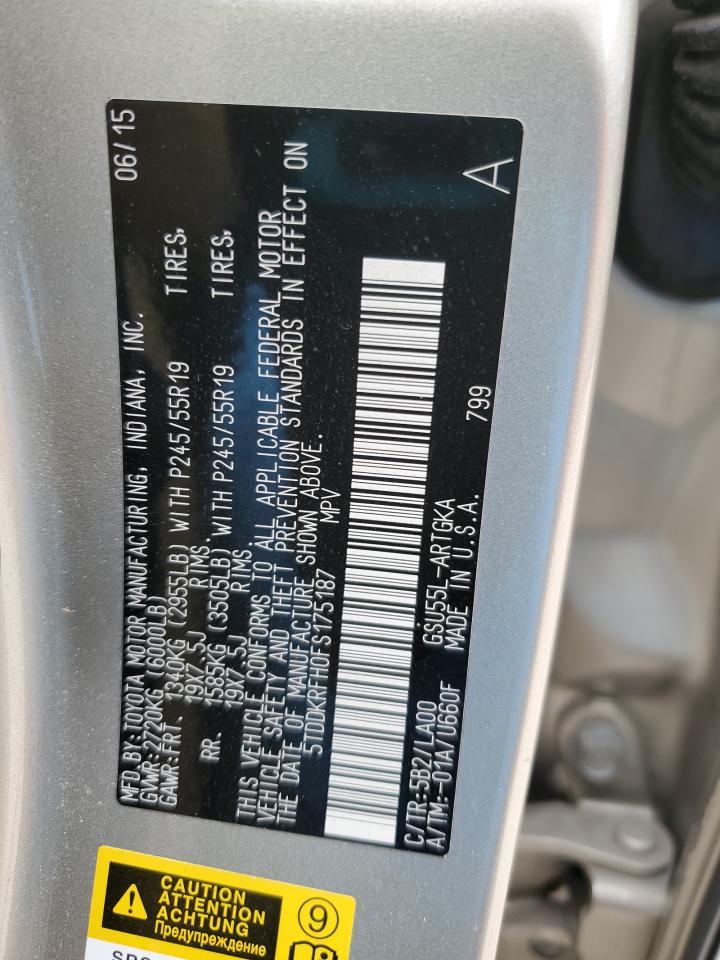 MFD BY:TOYOTA MOTOR MANUFACTURING, INDIANA, INC. 06/15
GVWR:2720KG (6000LB)
GAWR:FRT. 1340KG (2955LB) WITH P245/55R19 TIRES,
19X7.5J RIMS.
RR. 1585KG (3505LB) WITH P245/55R19 TIRES,
19X7.5J RIMS.
THIS VEHICLE CONFORMS TO ALL APPLICABLE FEDERAL MOTOR
VEHICLE SAFETY AND THEFT PREVENTION STANDARDS IN EFFECT ON
THE DATE OF MANUFACTURE SHOWN ABOVE.
5TDDKRFH0FS175187 MPV
C/TR:5B2/LA00 GSU55L-ARTGKA 799 A
A/TM:-01A/U660F MADE IN U.S.A.
CAUTION
ATTENTION
ACHTUNG
Предупреждение
9